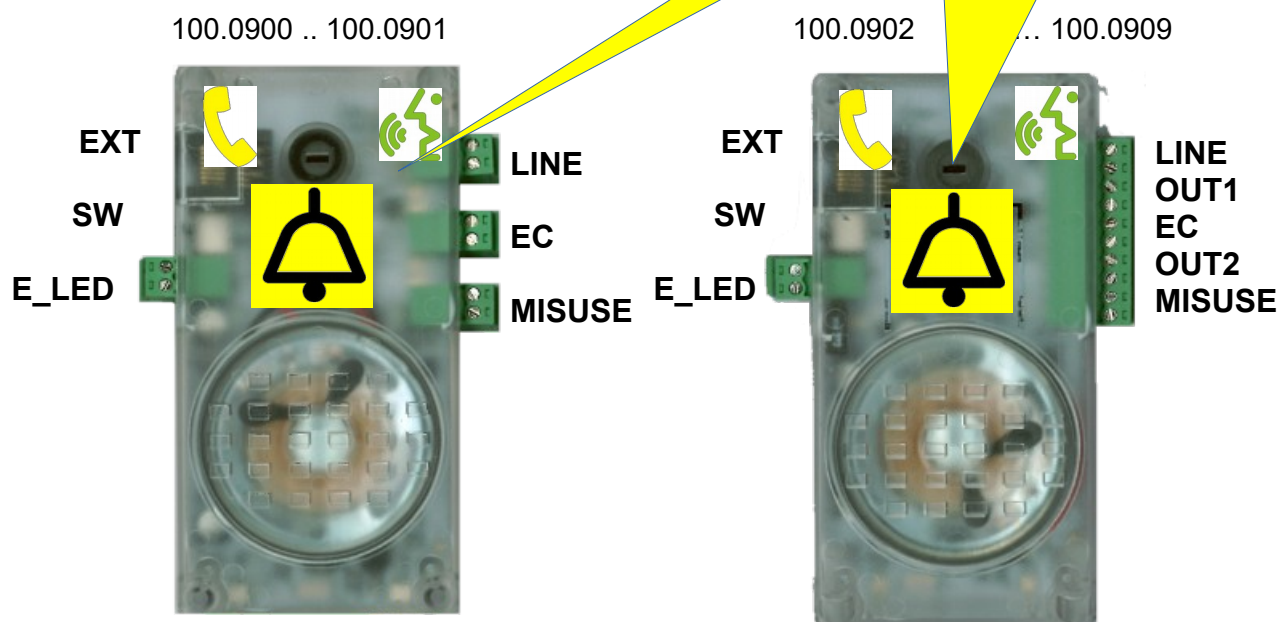 100.0900 .. 100.0901
EXT
SW
E_LED
LINE
EC
MISUSE
100.0902 .. 100.0909
EXT
SW
E_LED
LINE
OUT1
EC
OUT2
MISUSE